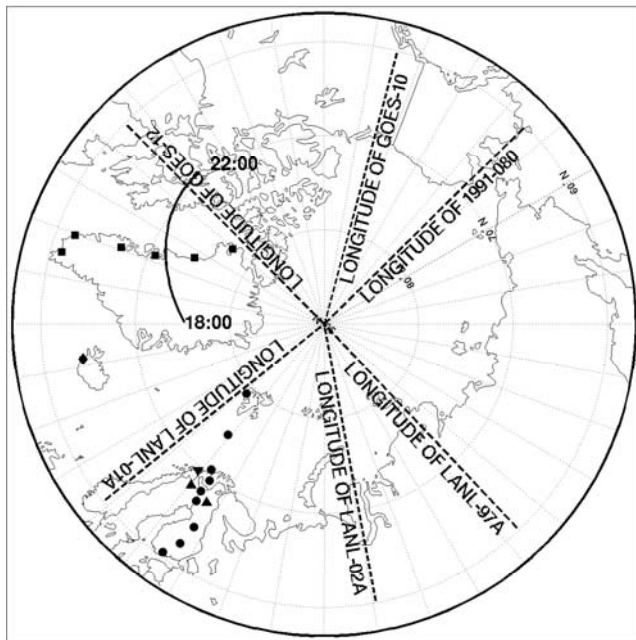 LONGITUDE OF GOES-12
22:00
LONGITUDE OF GOES-10
LONGITUDE OF 1991-080
60 N
70 N
80
18:00
LONGITUDE OF LANL-01A
LONGITUDE OF LANL-02A
LONGITUDE OF LANL-97A